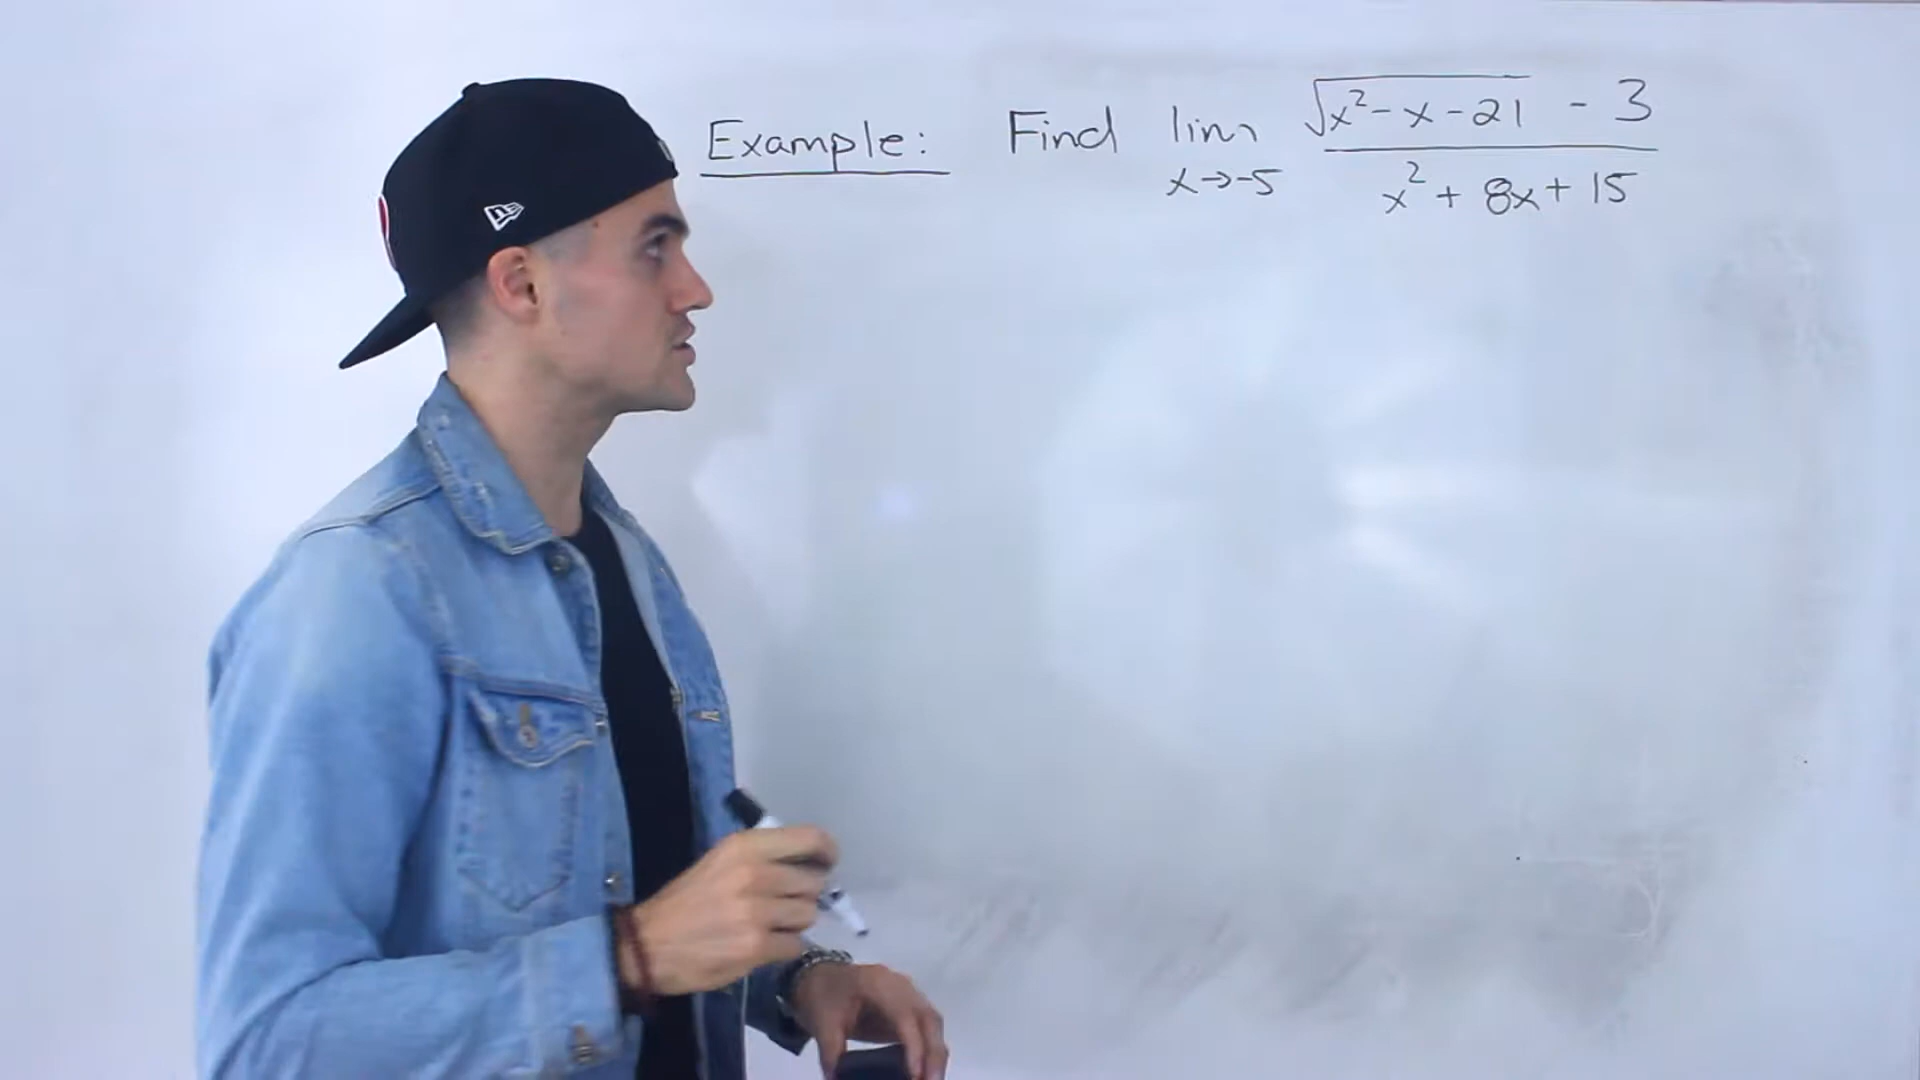 Example: Find lim x→-5 (√(x²-x-21) - 3)/(x² + 8x + 15)